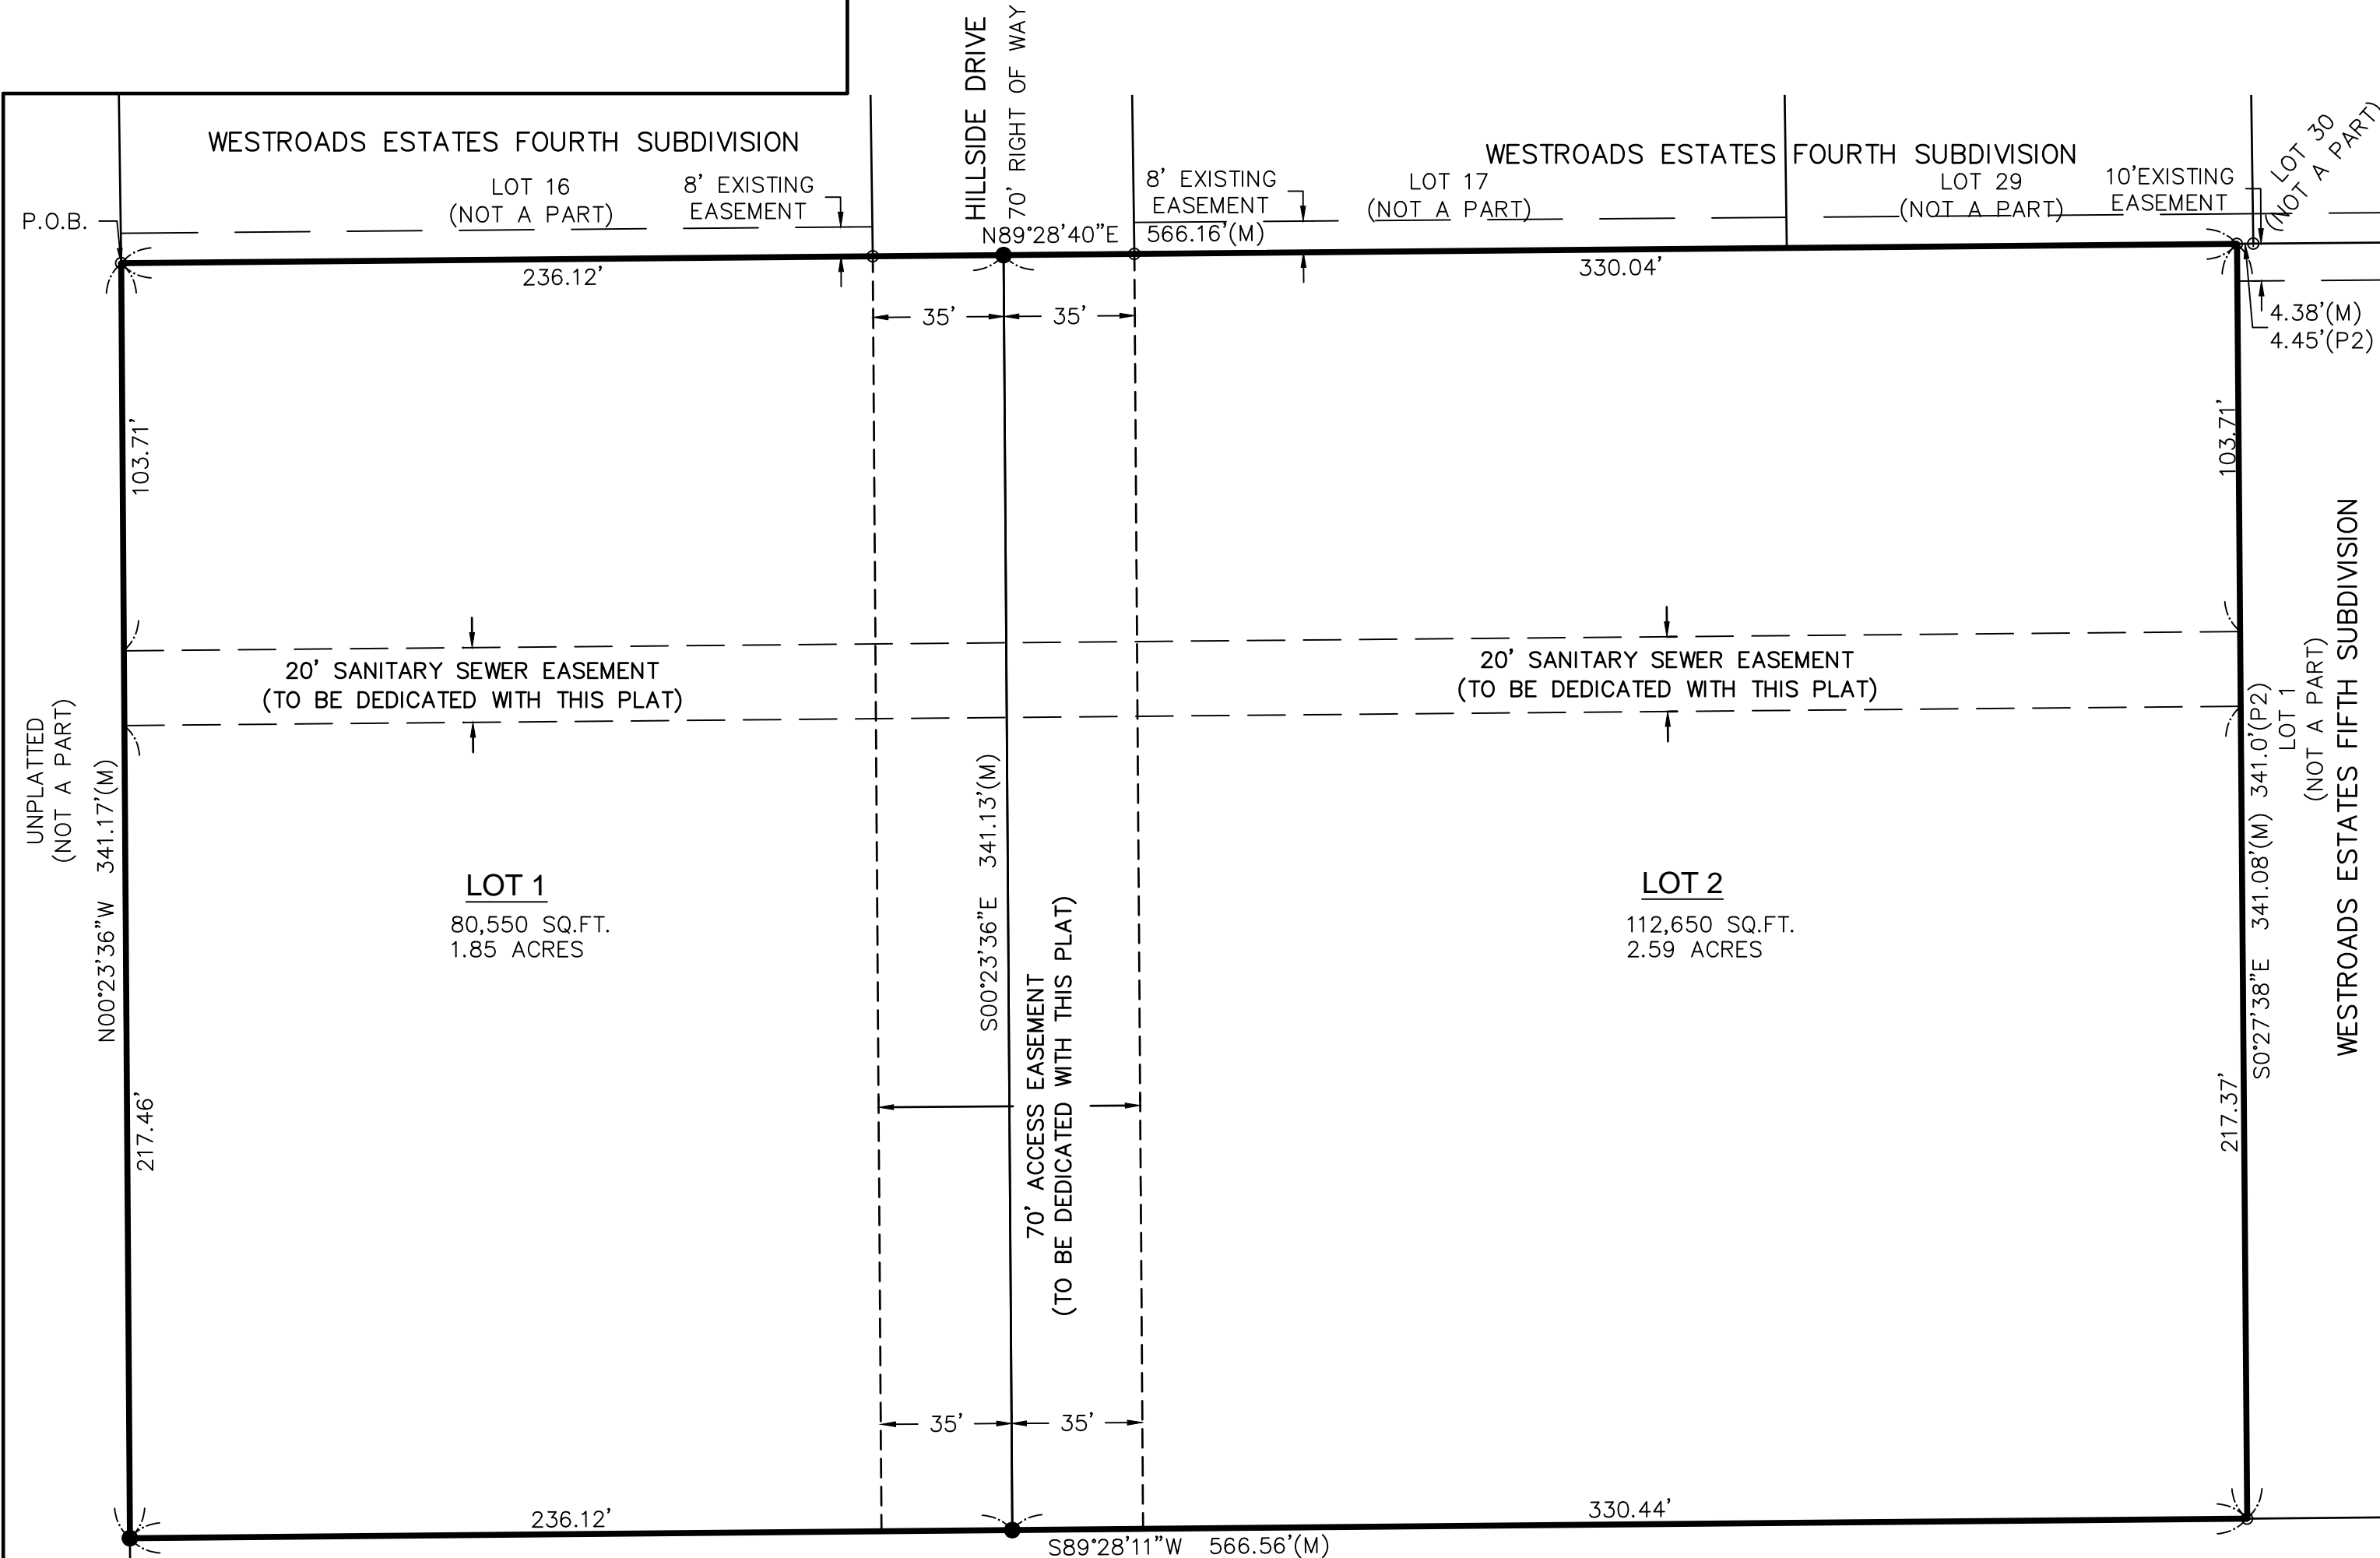 HILLSIDE DRIVE
70' RIGHT OF WAY
WESTROADS ESTATES FOURTH SUBDIVISION
LOT 16
(NOT A PART)
8' EXISTING
EASEMENT
P.O.B.
8' EXISTING
EASEMENT
WESTROADS ESTATES FOURTH SUBDIVISION
LOT 17
(NOT A PART)
LOT 29
(NOT A PART)
10'EXISTING
EASEMENT
LOT 30
(NOT A PART)
N89°28'40"E 566.16'(M)
236.12'
330.04'
35'
35'
4.38'(M)
4.45'(P2)
103.71'
103.71'
20' SANITARY SEWER EASEMENT
(TO BE DEDICATED WITH THIS PLAT)
20' SANITARY SEWER EASEMENT
(TO BE DEDICATED WITH THIS PLAT)
UNPLATTED
(NOT A PART)
N00°23'36"W 341.17'(M)
S00°23'36"E 341.13'(M)
S0°27'38"E 341.08'(M) 341.0'(P2)
LOT 1
(NOT A PART)
WESTROADS ESTATES FIFTH SUBDIVISION
LOT 1
80,550 SQ.FT.
1.85 ACRES
LOT 2
112,650 SQ.FT.
2.59 ACRES
70' ACCESS EASEMENT
(TO BE DEDICATED WITH THIS PLAT)
217.46'
217.37'
35'
35'
236.12'
330.44'
S89°28'11"W 566.56'(M)